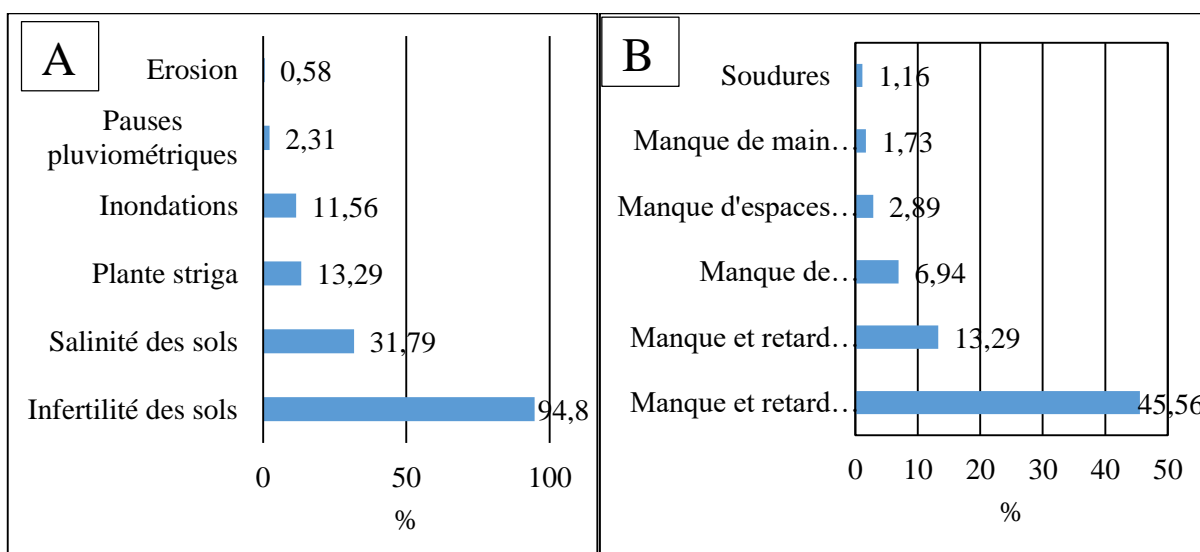 A
Erosion 0,58
Pauses
pluviométriques 2,31
Inondations 11,56
Plante striga 13,29
Salinité des sols 31,79
Infertilité des sols 94,8
0 50 100
%
B
Soudures 1,16
Manque de main… 1,73
Manque d'espaces… 2,89
Manque de… 6,94
Manque et retard… 13,29
Manque et retard… 45,56
0 10 20 30 40 50
%